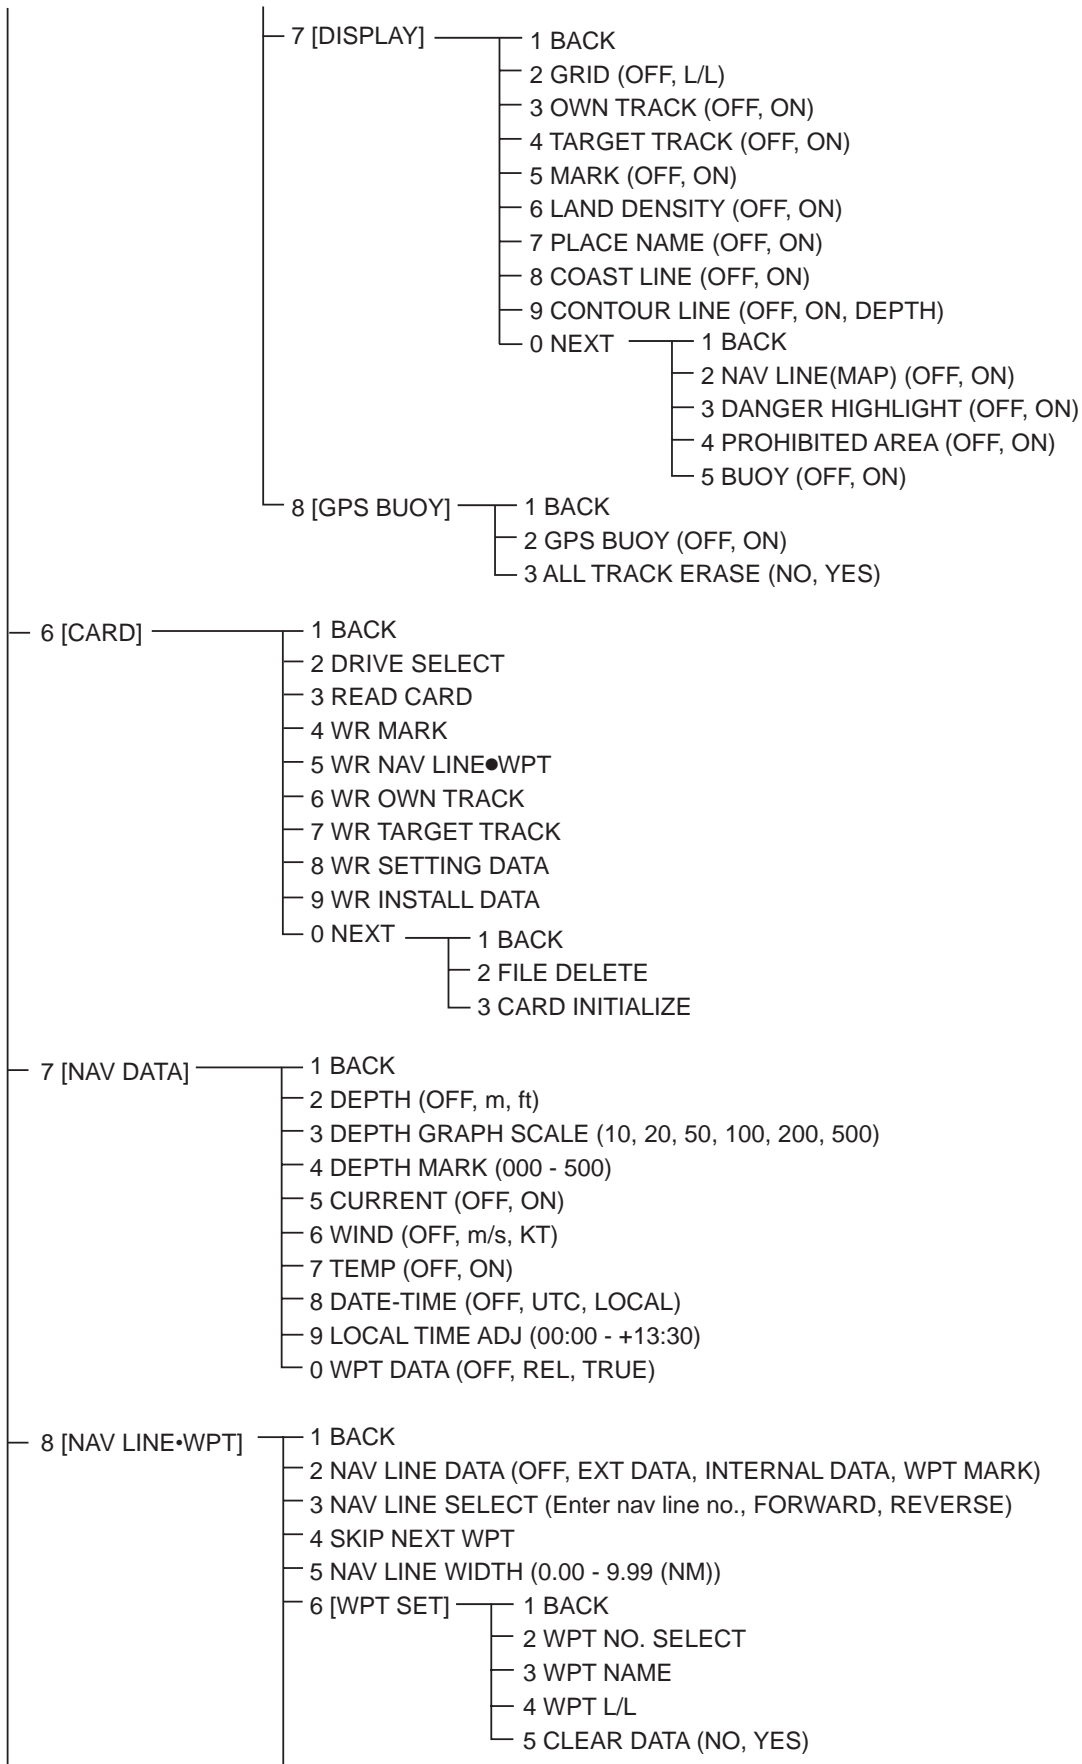 7 [DISPLAY]
1 BACK
2 GRID (OFF, L/L)
3 OWN TRACK (OFF, ON)
4 TARGET TRACK (OFF, ON)
5 MARK (OFF, ON)
6 LAND DENSITY (OFF, ON)
7 PLACE NAME (OFF, ON)
8 COAST LINE (OFF, ON)
9 CONTOUR LINE (OFF, ON, DEPTH)
0 NEXT
1 BACK
2 NAV LINE(MAP) (OFF, ON)
3 DANGER HIGHLIGHT (OFF, ON)
4 PROHIBITED AREA (OFF, ON)
5 BUOY (OFF, ON)
8 [GPS BUOY]
1 BACK
2 GPS BUOY (OFF, ON)
3 ALL TRACK ERASE (NO, YES)
6 [CARD]
1 BACK
2 DRIVE SELECT
3 READ CARD
4 WR MARK
5 WR NAV LINE●WPT
6 WR OWN TRACK
7 WR TARGET TRACK
8 WR SETTING DATA
9 WR INSTALL DATA
0 NEXT
1 BACK
2 FILE DELETE
3 CARD INITIALIZE
7 [NAV DATA]
1 BACK
2 DEPTH (OFF, m, ft)
3 DEPTH GRAPH SCALE (10, 20, 50, 100, 200, 500)
4 DEPTH MARK (000 - 500)
5 CURRENT (OFF, ON)
6 WIND (OFF, m/s, KT)
7 TEMP (OFF, ON)
8 DATE-TIME (OFF, UTC, LOCAL)
9 LOCAL TIME ADJ (00:00 - +13:30)
0 WPT DATA (OFF, REL, TRUE)
8 [NAV LINE•WPT]
1 BACK
2 NAV LINE DATA (OFF, EXT DATA, INTERNAL DATA, WPT MARK)
3 NAV LINE SELECT (Enter nav line no., FORWARD, REVERSE)
4 SKIP NEXT WPT
5 NAV LINE WIDTH (0.00 - 9.99 (NM))
6 [WPT SET]
1 BACK
2 WPT NO. SELECT
3 WPT NAME
4 WPT L/L
5 CLEAR DATA (NO, YES)